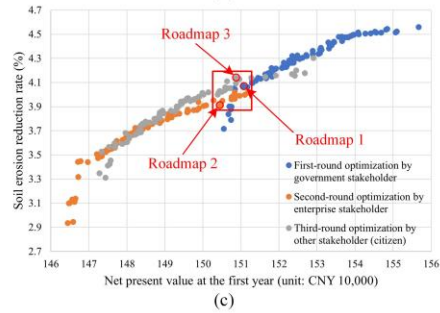 4.7
4.5
4.3
4.1
3.9
3.7
3.5
3.3
3.1
2.9
2.7
Soil erosion reduction rate (%)
Roadmap 3
Roadmap 1
Roadmap 2
First-round optimization by
government stakeholder
Second-round optimization by
enterprise stakeholder
Third-round optimization by
other stakeholder (citizen)
146 147 148 149 150 151 152 153 154 155 156
Net present value at the first year (unit: CNY 10,000)
(c)